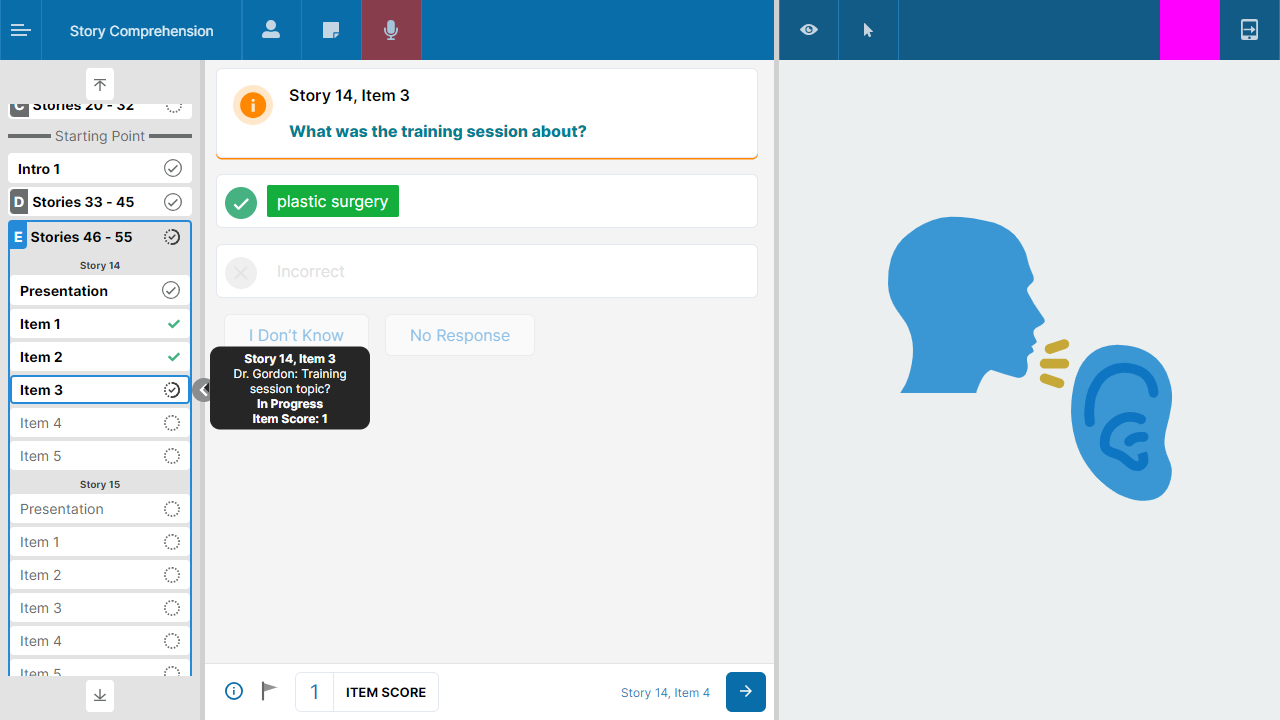 Story Comprehension
C Stories 20 - 32
Starting Point
Intro 1
D Stories 33 - 45
E Stories 46 - 55
Story 14
Presentation
Item 1
Item 2
Item 3
Item 4
Item 5
Story 15
Presentation
Item 1
Item 2
Item 3
Item 4
Item 5
Story 14, Item 3
What was the training session about?
plastic surgery
Incorrect
I Don't Know
No Response
Story 14, Item 3
Dr. Gordon: Training
session topic?
In Progress
Item Score: 1
1 ITEM SCORE
Story 14, Item 4